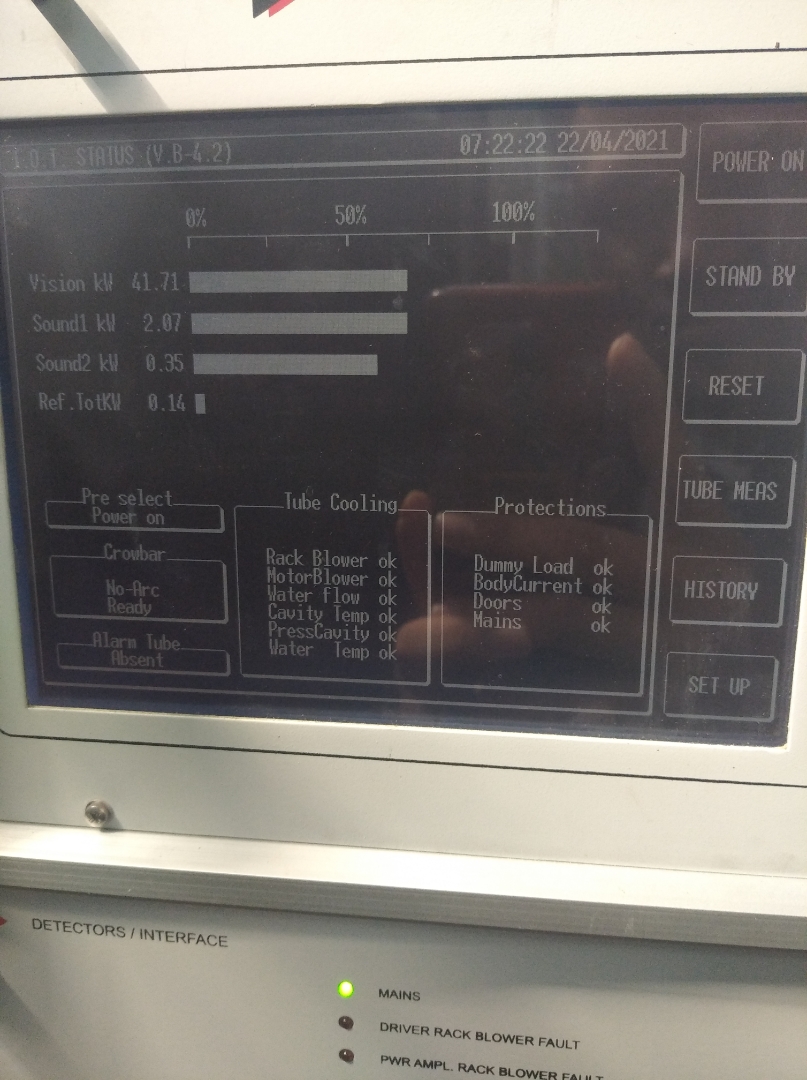 I.O.T. STATUS (V.B-4.2) 07:22:22 22/04/2021
POWER ON
0% 50% 100%
Vision kW 41.71
STAND BY
Sound1 kW 2.07
Sound2 kW 0.35
RESET
Ref.TotKW 0.14
TUBE MEAS
Pre select
Power on
Crowbar
No-Arc
Ready
Alarm Tube
Absent
Tube Cooling
Rack Blower ok
MotorBlower ok
Water flow ok
Cavity Temp ok
PressCavity ok
Water Temp ok
Protections
Dummy Load ok
BodyCurrent ok
Doors ok
Mains ok
HISTORY
SET UP
DETECTORS / INTERFACE
MAINS
DRIVER RACK BLOWER FAULT
PWR AMPL. RACK BLOWER FAULT